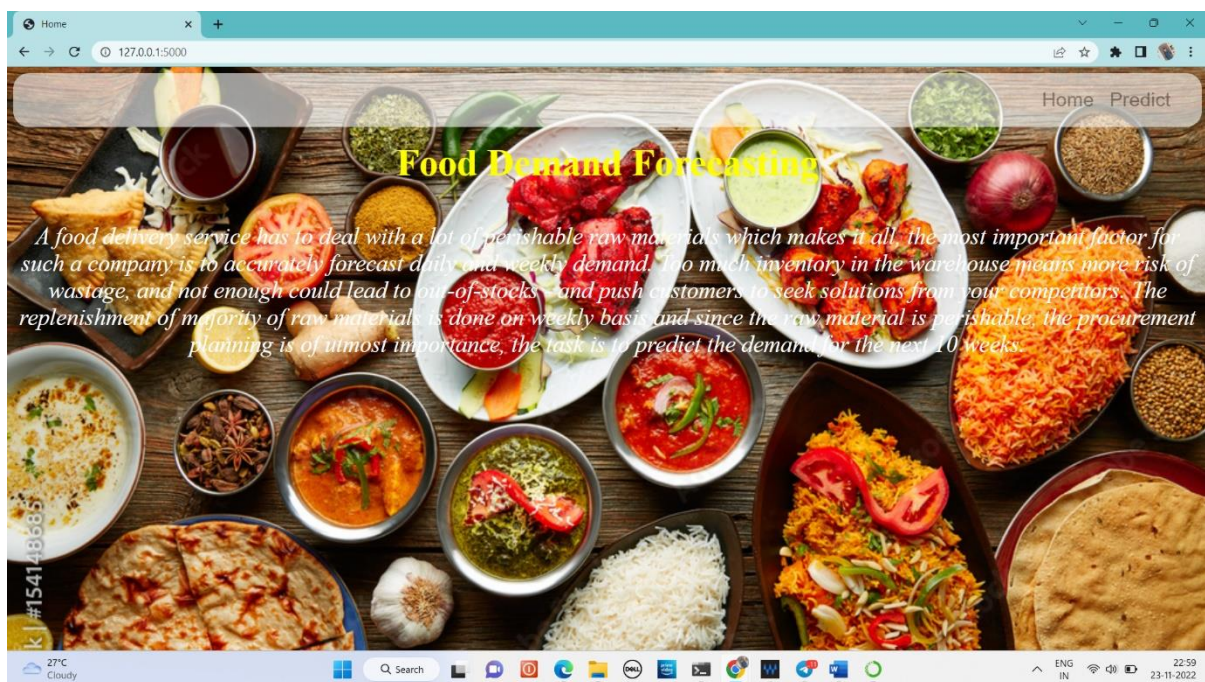 Home
127.0.0.1:5000
Home Predict
Food Demand Forecasting
A food delivery service has to deal with a lot of perishable raw materials which makes it all, the most important factor for
such a company is to accurately forecast daily and weekly demand. Too much inventory in the warehouse means more risk of
wastage, and not enough could lead to out-of-stocks - and push customers to seek solutions from your competitors. The
replenishment of majority of raw materials is done on weekly basis and since the raw material is perishable, the procurement
planning is of utmost importance, the task is to predict the demand for the next 10 weeks.
#154148685
27°C
Cloudy
Search
DELL
ENG
IN
22:59
23-11-2022